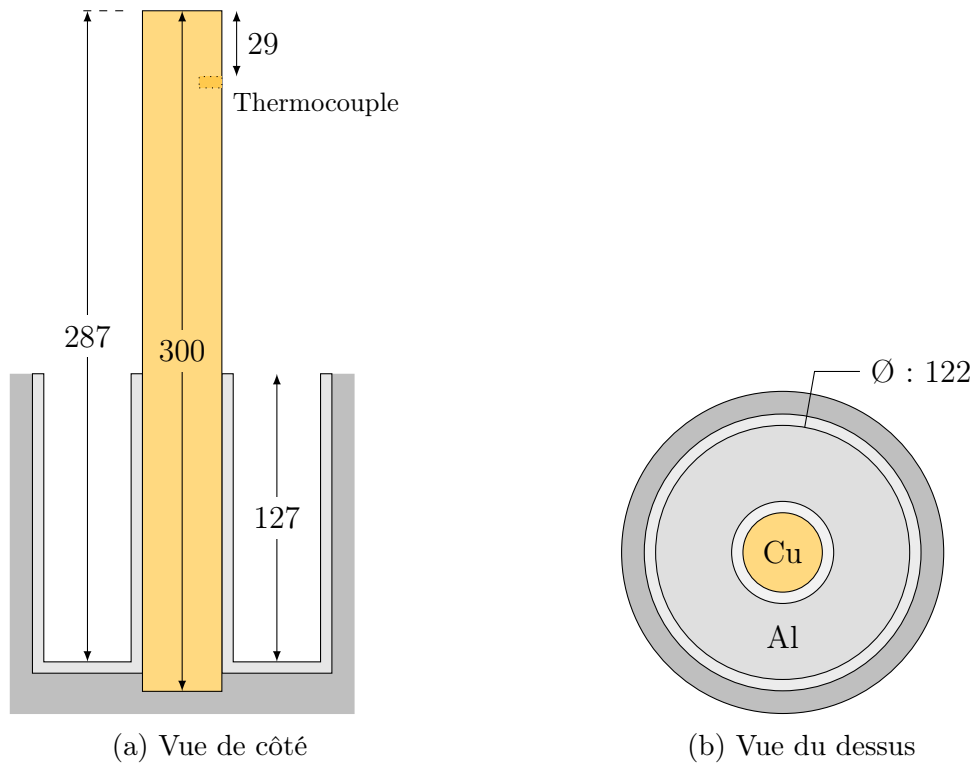 29
Thermocouple
287
300
127
Ø : 122
Cu
Al
(a) Vue de côté
(b) Vue du dessus